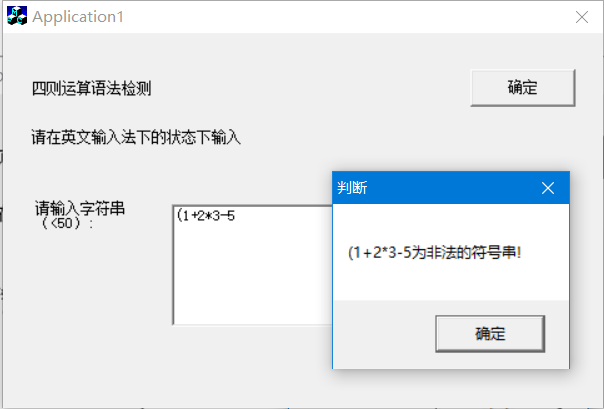 Application1
四则运算语法检测
确定
请在英文输入法下的状态下输入
请输入字符串
（<50）:
(1+2*3-5
判断
(1+2*3-5为非法的符号串!
确定